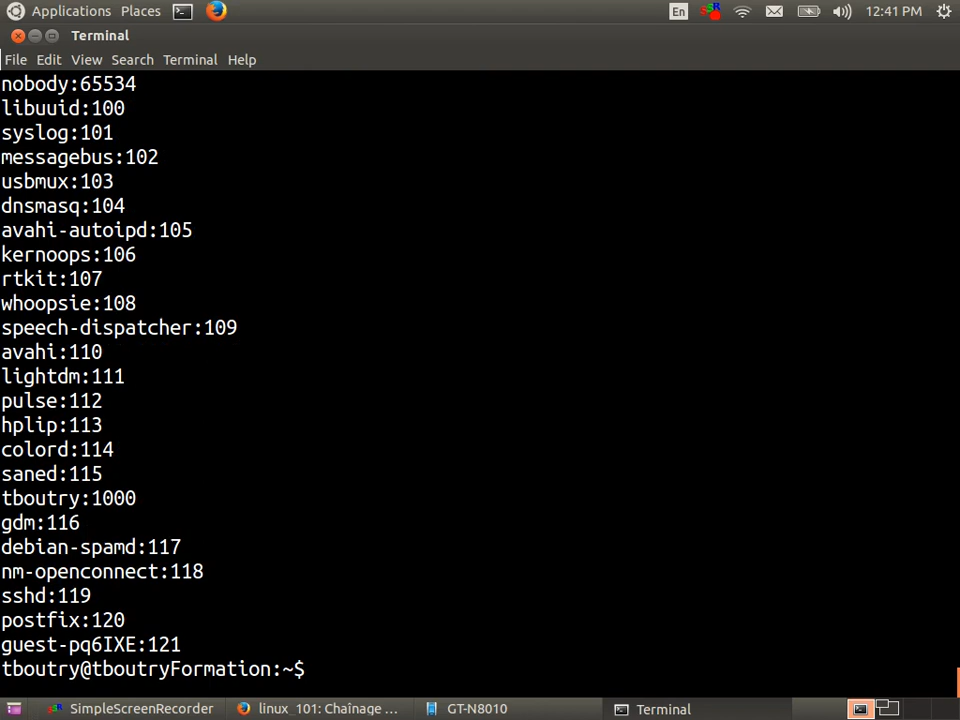 Applications Places En 12:41 PM
Terminal
File Edit View Search Terminal Help
nobody:65534
libuuid:100
syslog:101
messagebus:102
usbmux:103
dnsmasq:104
avahi-autoipd:105
kernoops:106
rtkit:107
whoopsie:108
speech-dispatcher:109
avahi:110
lightdm:111
pulse:112
hplip:113
colord:114
saned:115
tboutry:1000
gdm:116
debian-spamd:117
nm-openconnect:118
sshd:119
postfix:120
guest-pq6IXE:121
tboutry@tboutryFormation:~$
SimpleScreenRecorder linux_101: Chaînage ... GT-N8010 Terminal